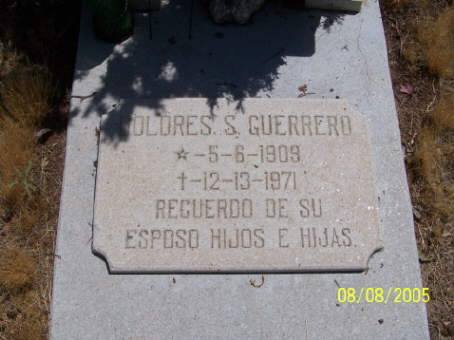 DOLORES. S. GUERRERO
☆-5-6-1909
†-12-13-1971
RECUERDO DE SU
ESPOSO HIJOS E HIJAS.
08/08/2005